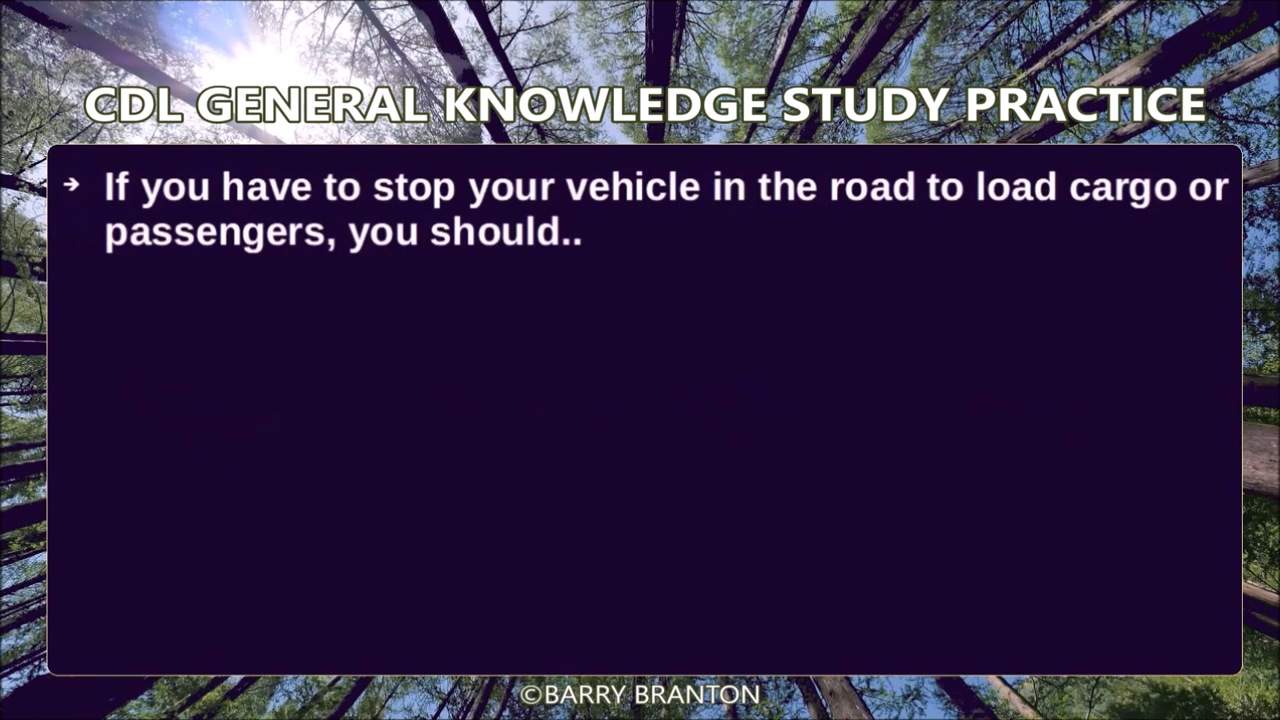 CDL GENERAL KNOWLEDGE STUDY PRACTICE
➔ If you have to stop your vehicle in the road to load cargo or
passengers, you should..
©BARRY BRANTON